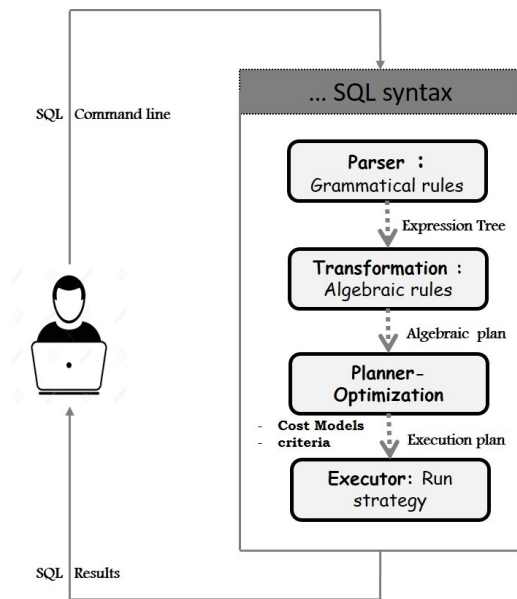 ... SQL syntax
SQL Command line
Parser :
Grammatical rules
Expression Tree
Transformation :
Algebraic rules
Algebraic plan
Planner-
Optimization
- Cost Models
- criteria
Execution plan
Executor: Run
strategy
SQL Results